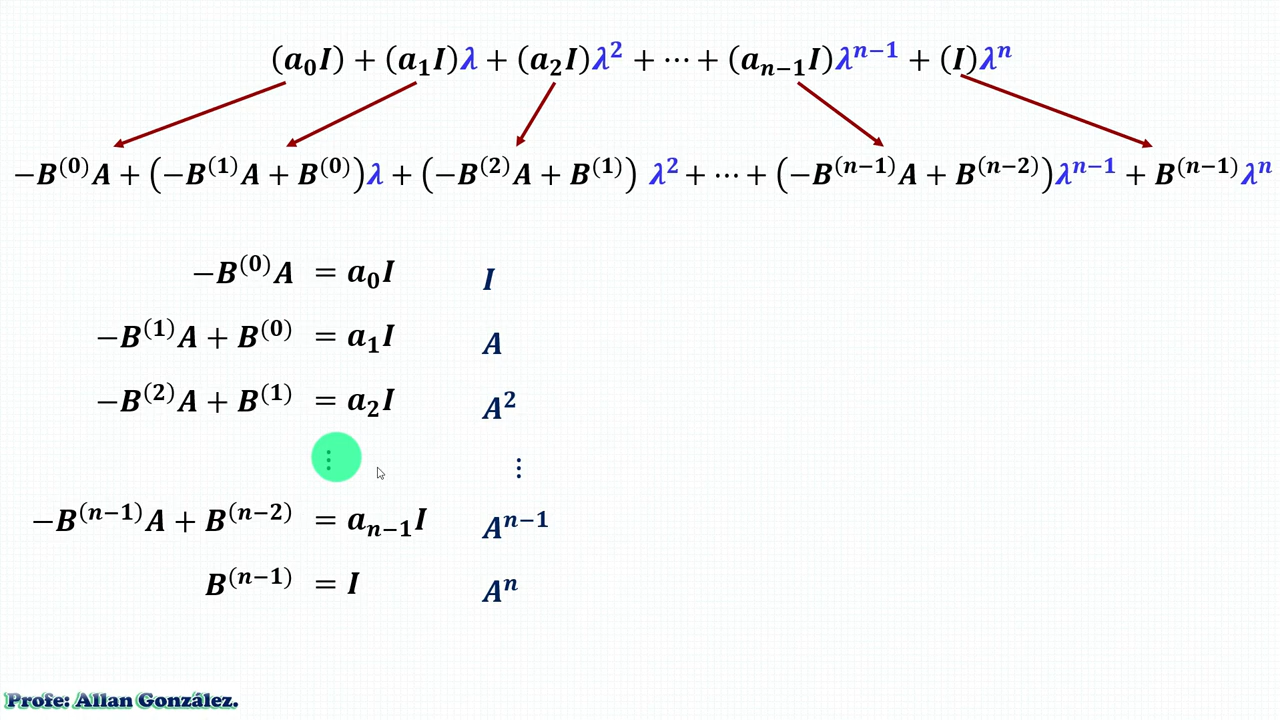 (a₀I) + (a₁I)λ + (a₂I)λ² + ⋯ + (aₙ₋₁I)λⁿ⁻¹ + (I)λⁿ
−B⁽⁰⁾A + (−B⁽¹⁾A + B⁽⁰⁾)λ + (−B⁽²⁾A + B⁽¹⁾) λ² + ⋯ + (−B⁽ⁿ⁻¹⁾A + B⁽ⁿ⁻²⁾)λⁿ⁻¹ + B⁽ⁿ⁻¹⁾λⁿ
−B⁽⁰⁾A = a₀I I
−B⁽¹⁾A + B⁽⁰⁾ = a₁I A
−B⁽²⁾A + B⁽¹⁾ = a₂I A²
⋮ ⋮
−B⁽ⁿ⁻¹⁾A + B⁽ⁿ⁻²⁾ = aₙ₋₁I Aⁿ⁻¹
B⁽ⁿ⁻¹⁾ = I Aⁿ
Profe: Allan González.